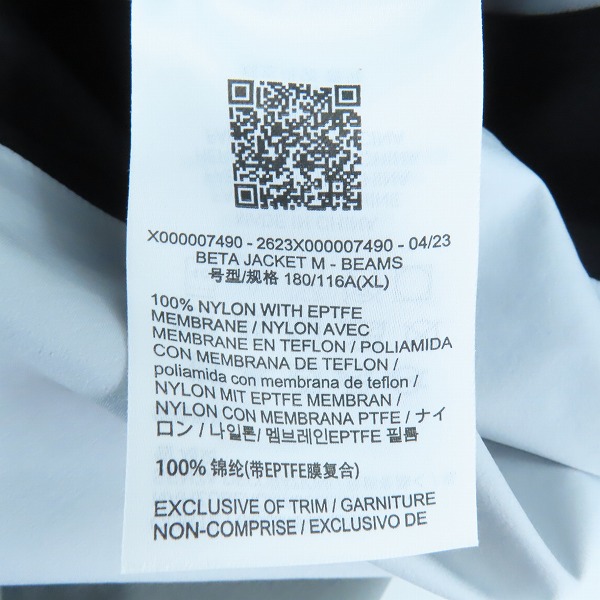 X000007490 - 2623X000007490 - 04/23
BETA JACKET M - BEAMS
号型/规格 180/116A(XL)
100% NYLON WITH EPTFE
MEMBRANE / NYLON AVEC
MEMBRANE EN TEFLON / POLIAMIDA
CON MEMBRANA DE TEFLON /
poliamida con membrana de teflon /
NYLON MIT EPTFE MEMBRAN /
NYLON CON MEMBRANA PTFE / ナイ
ロン / 나일론/ 멤브레인EPTFE 필름
100% 锦纶(带EPTFE膜复合)
EXCLUSIVE OF TRIM / GARNITURE
NON-COMPRISE / EXCLUSIVO DE